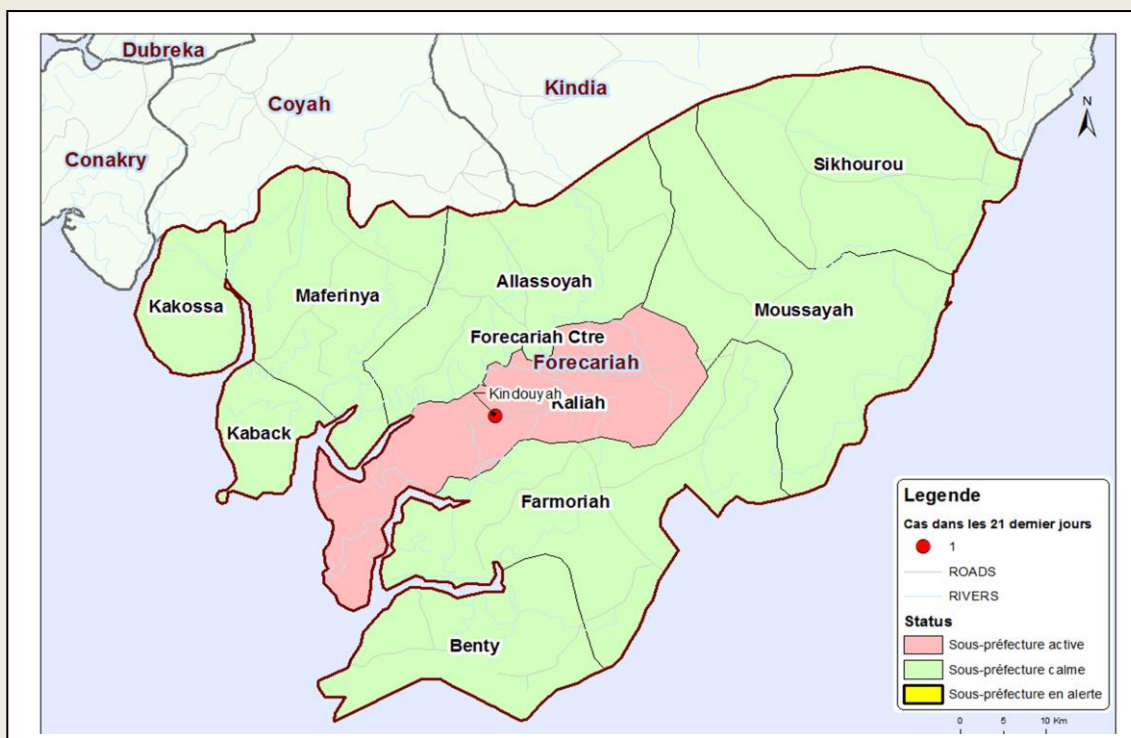 Dubreka
Coyah
Kindia
Conakry
N
Sikhourou
Kakossa
Maferinya
Allassoyah
Moussayah
Forecariah Ctre
Forecariah
Kindouyah
Kaliah
Kaback
Farmoriah
Benty
Legende
Cas dans les 21 dernier jours
1
ROADS
RIVERS
Status
Sous-préfecture active
Sous-préfecture calme
Sous-préfecture en alerte
0 5 10 Km